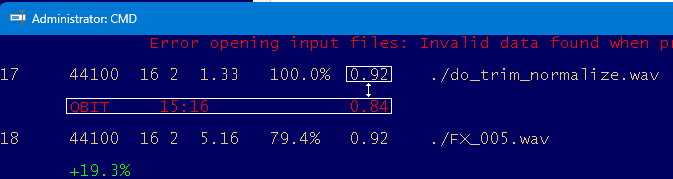 Administrator: CMD
Error opening input files: Invalid data found when pr
17 44100 16 2 1.33 100.0% 0.92 ./do_trim_normalize.wav
QBIT 15:16 0.84
18 44100 16 2 5.16 79.4% 0.92 ./FX_005.wav
+19.3%